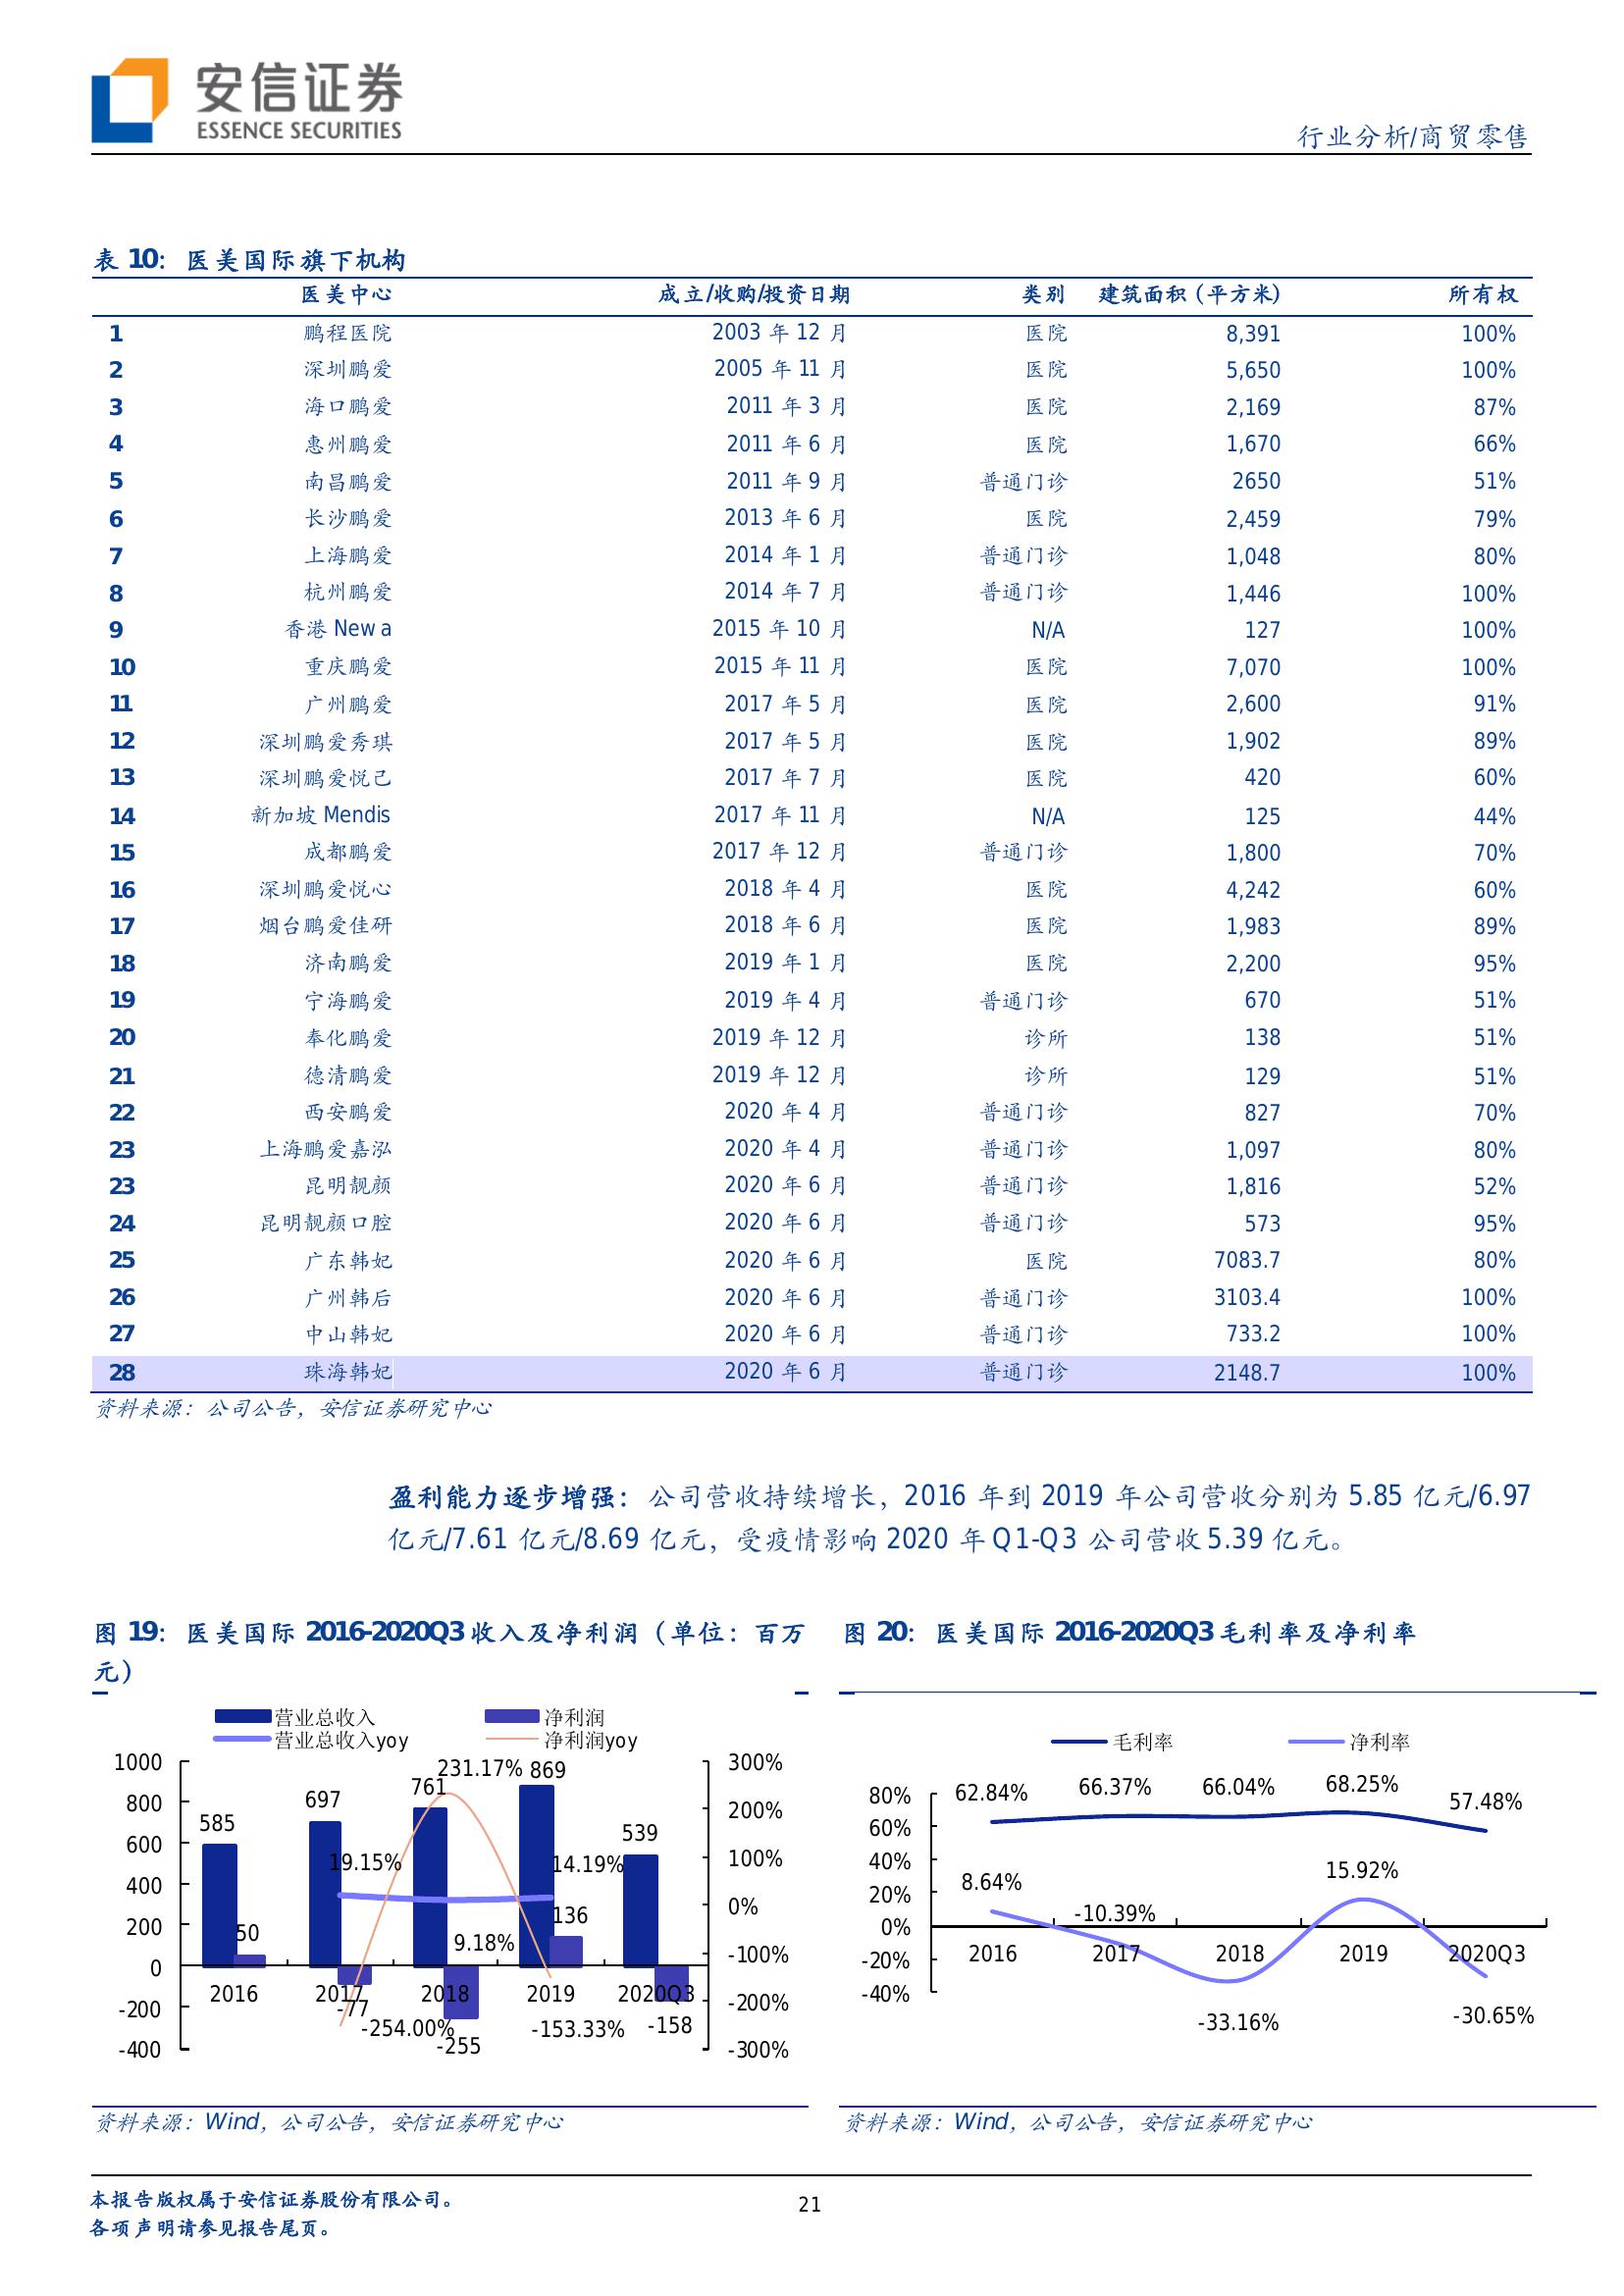 安信证券
ESSENCE SECURITIES
行业分析/商贸零售
表 10：医美国际旗下机构
医美中心 成立/收购/投资日期 类别 建筑面积（平方米） 所有权
1 鹏程医院 2003 年 12 月 医院 8,391 100%
2 深圳鹏爱 2005 年 11 月 医院 5,650 100%
3 海口鹏爱 2011 年 3 月 医院 2,169 87%
4 惠州鹏爱 2011 年 6 月 医院 1,670 66%
5 南昌鹏爱 2011 年 9 月 普通门诊 2650 51%
6 长沙鹏爱 2013 年 6 月 医院 2,459 79%
7 上海鹏爱 2014 年 1 月 普通门诊 1,048 80%
8 杭州鹏爱 2014 年 7 月 普通门诊 1,446 100%
9 香港 New a 2015 年 10 月 N/A 127 100%
10 重庆鹏爱 2015 年 11 月 医院 7,070 100%
11 广州鹏爱 2017 年 5 月 医院 2,600 91%
12 深圳鹏爱秀琪 2017 年 5 月 医院 1,902 89%
13 深圳鹏爱悦己 2017 年 7 月 医院 420 60%
14 新加坡 Mendis 2017 年 11 月 N/A 125 44%
15 成都鹏爱 2017 年 12 月 普通门诊 1,800 70%
16 深圳鹏爱悦心 2018 年 4 月 医院 4,242 60%
17 烟台鹏爱佳研 2018 年 6 月 医院 1,983 89%
18 济南鹏爱 2019 年 1 月 医院 2,200 95%
19 宁海鹏爱 2019 年 4 月 普通门诊 670 51%
20 奉化鹏爱 2019 年 12 月 诊所 138 51%
21 德清鹏爱 2019 年 12 月 诊所 129 51%
22 西安鹏爱 2020 年 4 月 普通门诊 827 70%
23 上海鹏爱嘉泓 2020 年 4 月 普通门诊 1,097 80%
23 昆明靓颜 2020 年 6 月 普通门诊 1,816 52%
24 昆明靓颜口腔 2020 年 6 月 普通门诊 573 95%
25 广东韩妃 2020 年 6 月 医院 7083.7 80%
26 广州韩后 2020 年 6 月 普通门诊 3103.4 100%
27 中山韩妃 2020 年 6 月 普通门诊 733.2 100%
28 珠海韩妃 2020 年 6 月 普通门诊 2148.7 100%
资料来源：公司公告，安信证券研究中心
盈利能力逐步增强：公司营收持续增长，2016 年到 2019 年公司营收分别为 5.85 亿元/6.97
亿元/7.61 亿元/8.69 亿元，受疫情影响 2020 年 Q1-Q3 公司营收 5.39 亿元。
图 19：医美国际 2016-2020Q3 收入及净利润（单位：百万
元）
营业总收入 净利润
营业总收入yoy 净利润yoy
1000
800
600
400
200
0
-200
-400
300%
200%
100%
0%
-100%
-200%
-300%
585 697 761 869 539
50 -77 -255 136 -158
19.15% 9.18% 14.19%
-254.00% 231.17% -153.33%
2016 2017 2018 2019 2020Q3
资料来源：Wind，公司公告，安信证券研究中心
图 20：医美国际 2016-2020Q3 毛利率及净利率
毛利率 净利率
80%
60%
40%
20%
0%
-20%
-40%
62.84% 66.37% 66.04% 68.25% 57.48%
8.64% -10.39% -33.16% 15.92% -30.65%
2016 2017 2018 2019 2020Q3
资料来源：Wind，公司公告，安信证券研究中心
本报告版权属于安信证券股份有限公司。
各项声明请参见报告尾页。
21